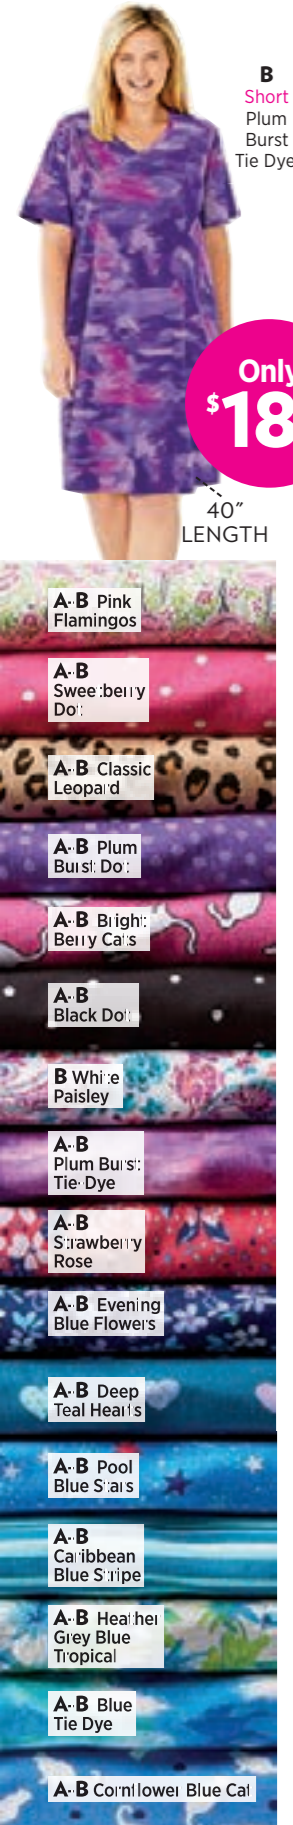 B
Short
Plum
Burst
Tie Dye
Only
$18
40"
LENGTH
A-B Pink
Flamingos
A-B
Sweetberry
Dot
A-B Classic
Leopard
A-B Plum
Burst Dot
A-B Bright
Berry Cats
A-B
Black Dot
B White
Paisley
A-B
Plum Burst
Tie-Dye
A-B
Strawberry
Rose
A-B Evening
Blue Flowers
A-B Deep
Teal Hearts
A-B Pool
Blue Stars
A-B
Caribbean
Blue Stripe
A-B Heather
Grey Blue
Tropical
A-B Blue
Tie Dye
A-B Cornflower Blue Cat